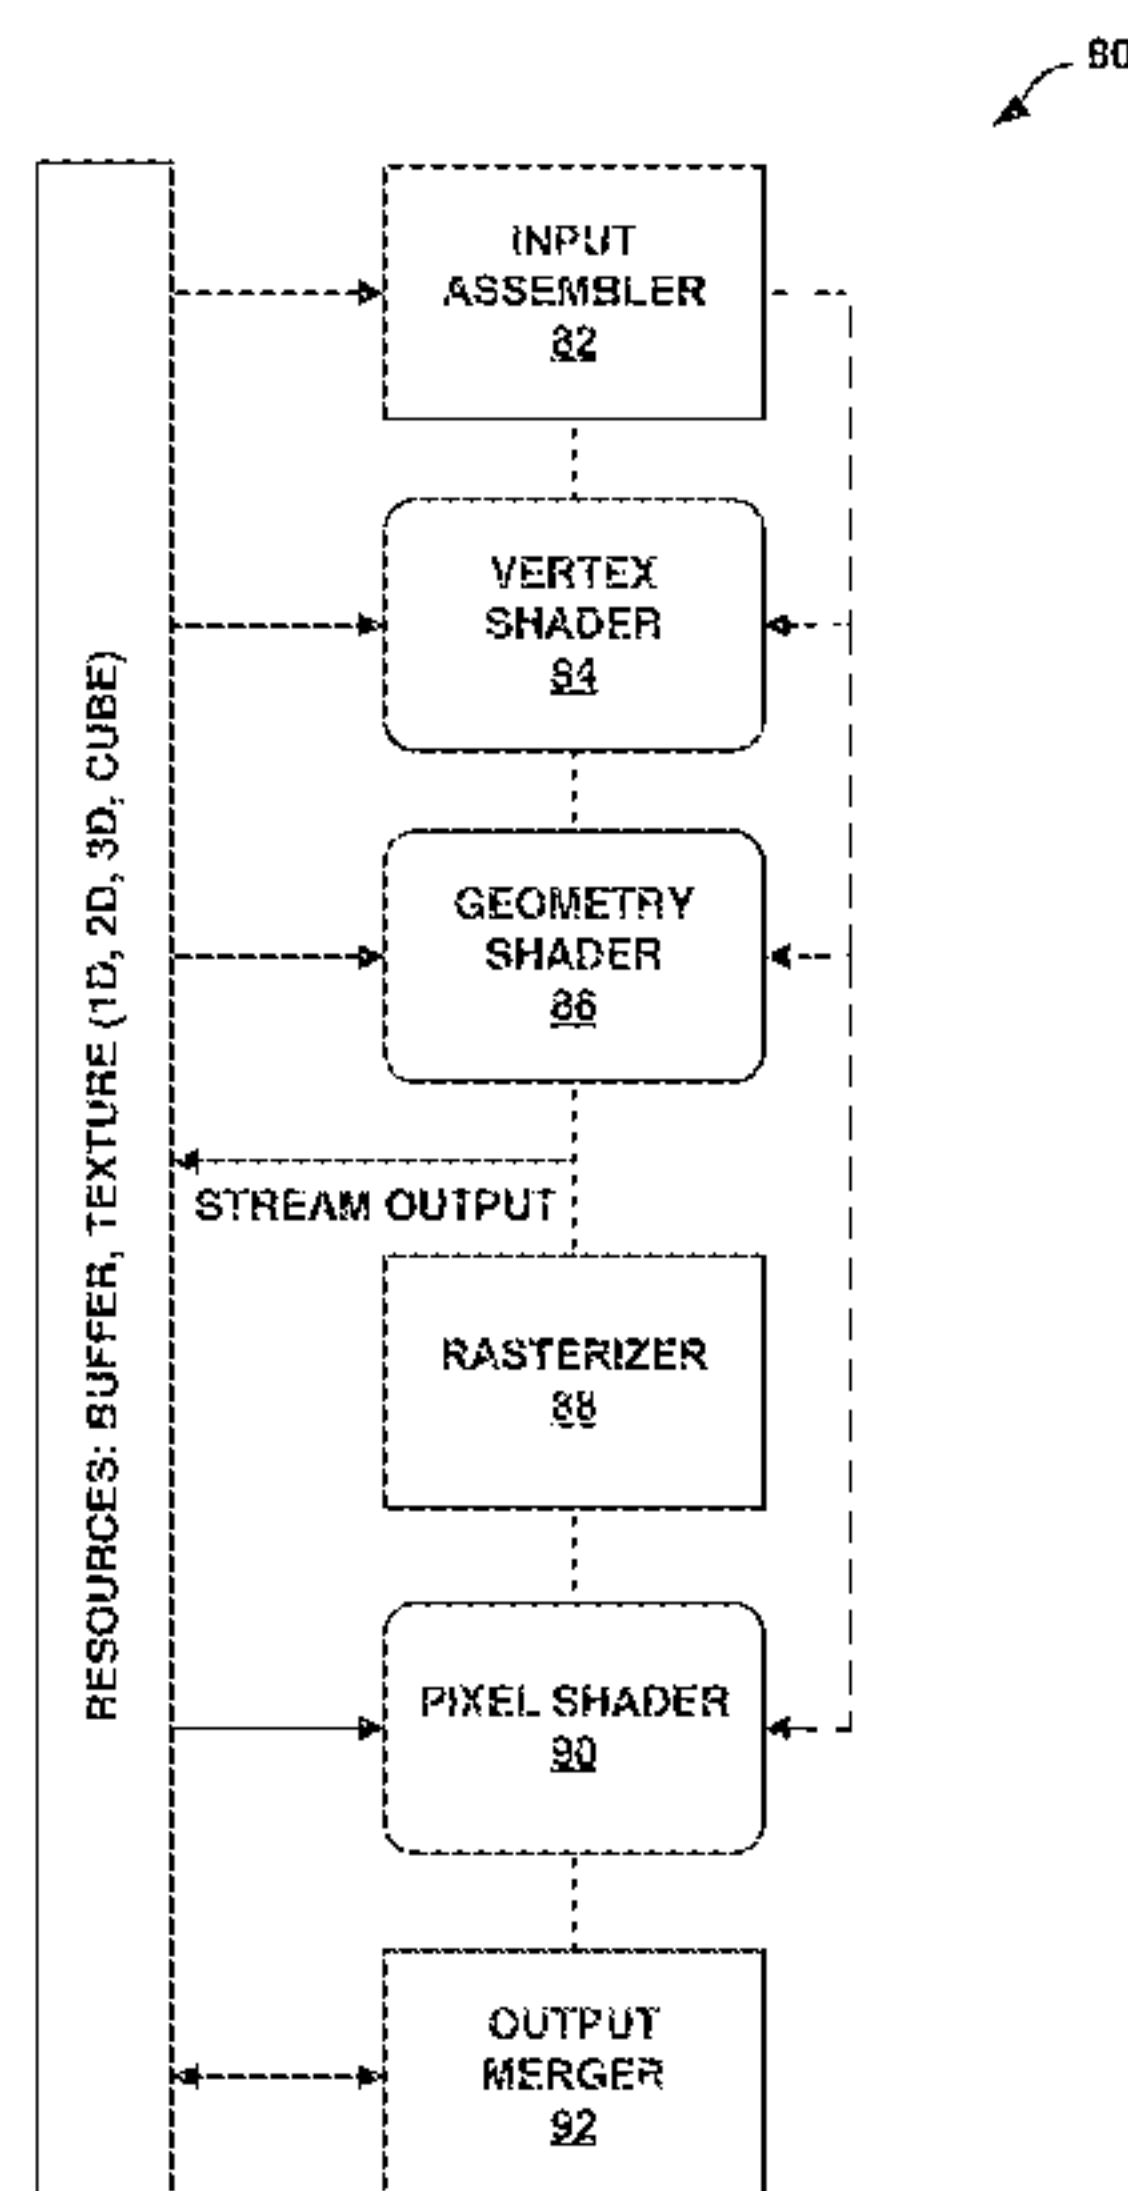 80
INPUT
ASSEMBLER
82
VERTEX
SHADER
84
GEOMETRY
SHADER
86
STREAM OUTPUT
RASTERIZER
88
PIXEL SHADER
90
OUTPUT
MERGER
92
RESOURCES: BUFFER, TEXTURE (1D, 2D, 3D, CUBE)